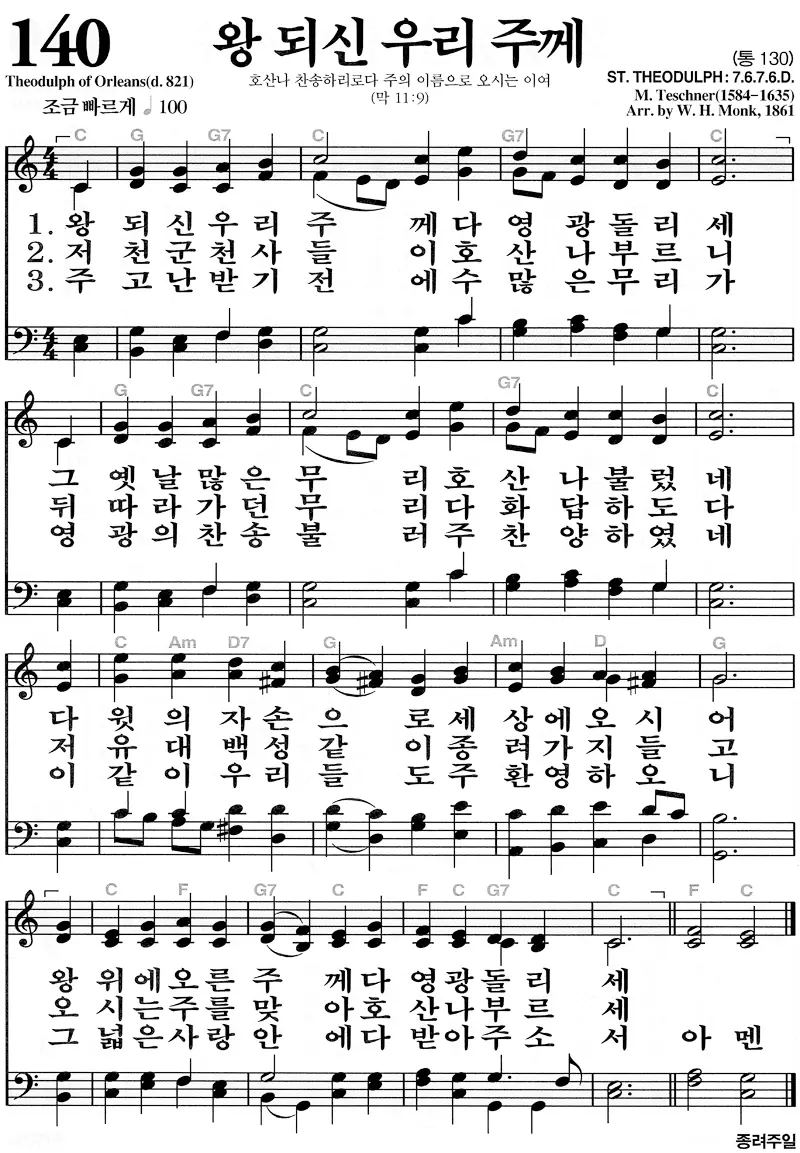 140 왕 되신 우리 주께
(통 130)
Theodulph of Orleans(d. 821) 호산나 찬송하리로다 주의 이름으로 오시는 이여 ST. THEODULPH : 7.6.7.6.D.
(막 11:9) M. Teschner(1584-1635)
조금 빠르게 ♩ 100 Arr. by W. H. Monk, 1861
C G G7 C G7 C
1. 왕 되 신 우 리 주 께 다 영 광 돌 리 세
2. 저 천 군 천 사 들 이 호 산 나 부 르 니
3. 주 고 난 받 기 전 에 수 많 은 무 리 가
G G7 C G7 C
그 옛 날 많 은 무 리 호 산 나 불 렀 네
뒤 따 라 가 던 무 리 다 화 답 하 도 다
영 광 의 찬 송 불 러 주 찬 양 하 였 네
C Am D7 G Am D G
다 윗 의 자 손 으 로 세 상 에 오 시 어
저 유 대 백 성 같 이 종 려 가 지 들 고
이 같 이 우 리 들 도 주 환 영 하 오 니
C F G7 C F C G7 C F C
왕 위 에 오 른 주 께 다 영 광 돌 리 세
오 시 는 주 를 맞 아 호 산 나 부 르 세
그 넓 은 사 랑 안 에 다 받 아 주 소 서 아 멘
종려주일